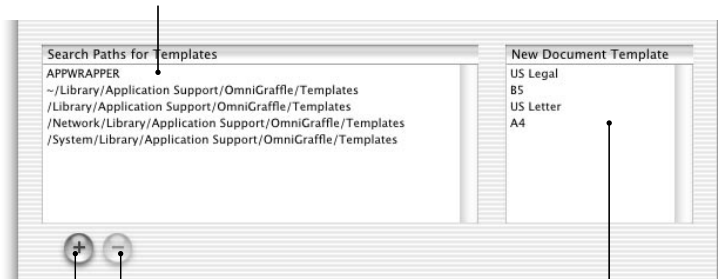 Search Paths for Templates
APPWRAPPER
~/Library/Application Support/OmniGraffle/Templates
/Library/Application Support/OmniGraffle/Templates
/Network/Library/Application Support/OmniGraffle/Templates
/System/Library/Application Support/OmniGraffle/Templates
New Document Template
US Legal
B5
US Letter
A4